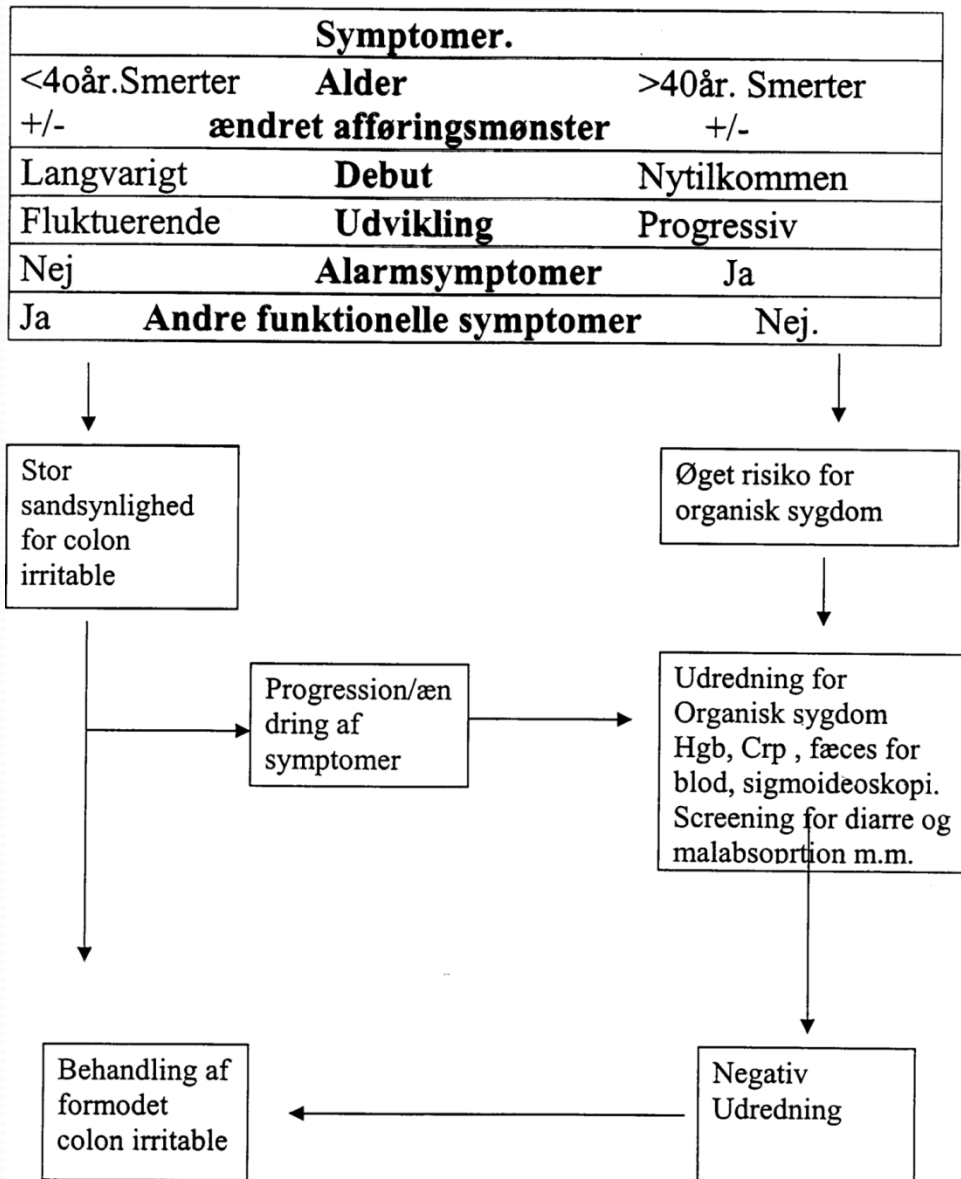 Symptomer.
<4oår.Smerter Alder >40år. Smerter
+/- ændret afføringsmønster +/-
Langvarigt Debut Nytilkommen
Fluktuerende Udvikling Progressiv
Nej Alarmsymptomer Ja
Ja Andre funktionelle symptomer Nej.
Stor
sandsynlighed
for colon
irritable
Øget risiko for
organisk sygdom
Progression/æn
dring af
symptomer
Udredning for
Organisk sygdom
Hgb, Crp , fæces for
blod, sigmoideoskopi.
Screening for diarre og
malabsoprtion m.m.
Behandling af
formodet
colon irritable
Negativ
Udredning